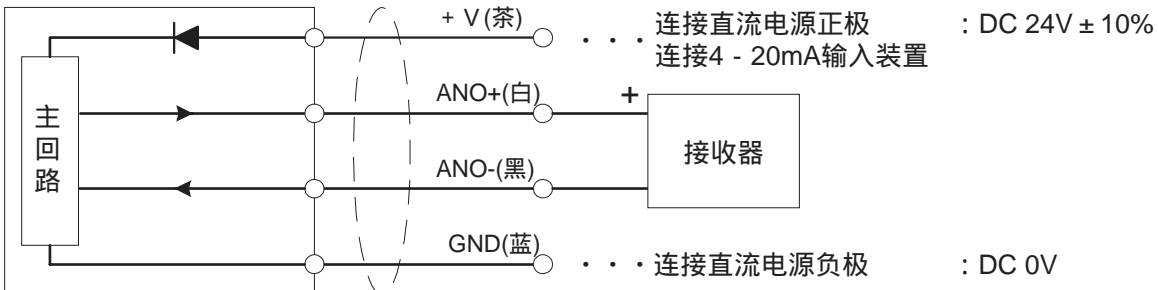 + V(茶)
· · · 连接直流电源正极 : DC 24V ± 10%
连接4 - 20mA输入装置
ANO+(白)
+
主回路
接收器
ANO-(黑)
GND(蓝)
· · · 连接直流电源负极 : DC 0V